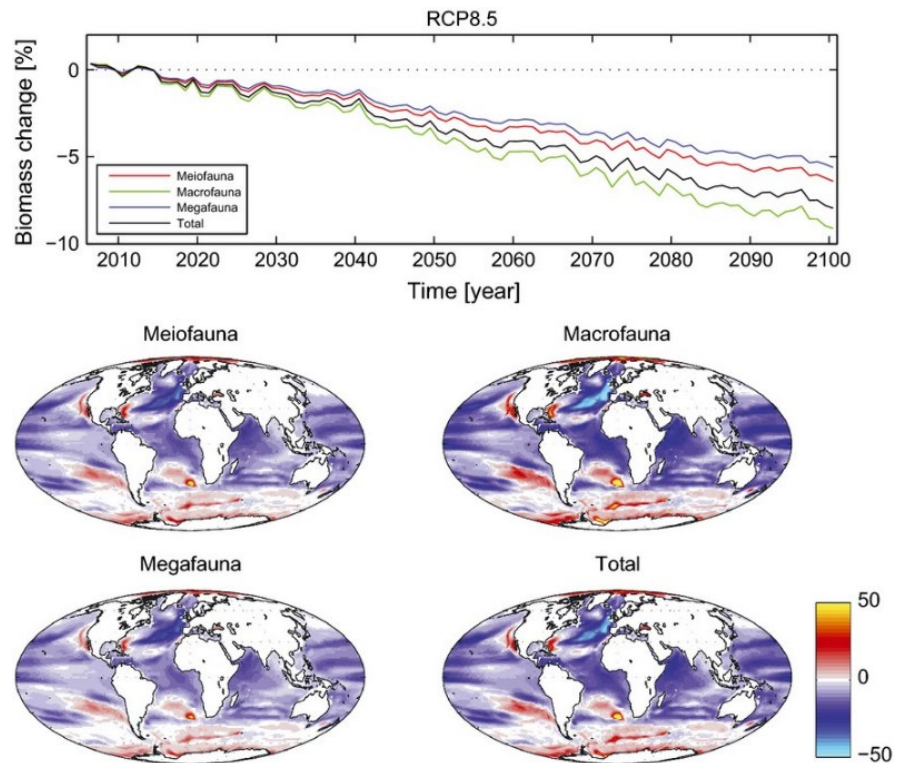 RCP8.5
Biomass change [%]
0
−5
−10
Meiofauna
Macrofauna
Megafauna
Total
2010 2020 2030 2040 2050 2060 2070 2080 2090 2100
Time [year]
Meiofauna Macrofauna
Megafauna Total
50
0
−50